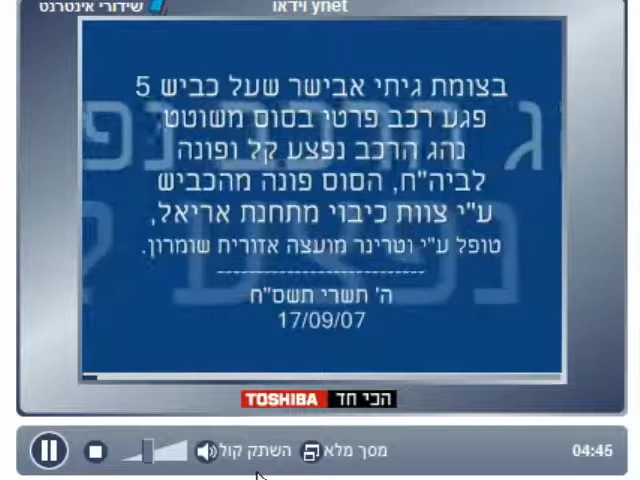 ynet וידאו
שידורי אינטרנט
בצומת גיתי אבישר שעל כביש 5
פגע רכב פרטי בסוס משוטט,
נהג הרכב נפצע קל ופונה
לביה"ח, הסוס פונה מהכביש
ע"י צוות כיבוי מתחנת אריאל,
טופל ע"י וטרינר מועצה אזורית שומרון.
ה' תשרי תשס"ח
17/09/07
הכי חד TOSHIBA
השתק קול מסך מלא 04:45